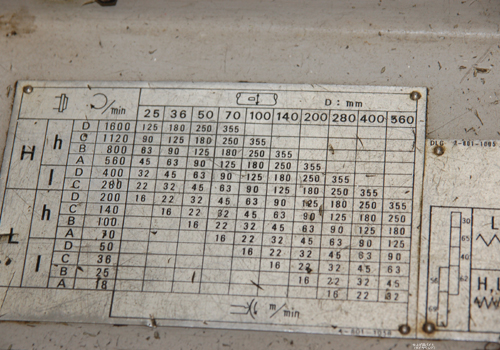 /min D: mm
25 36 50 70 100 140 200 280 400 560
D 1600 125 180 250 355
h C 1120 90 125 180 250 355
B 800 63 90 125 180 250 355
H A 560 45 63 90 125 180 250 355
l D 400 32 45 63 90 125 180 250 355
C 280 22 32 45 63 90 125 180 250 355
D 200 16 22 32 45 63 90 125 180 250 355
h C 140 16 22 32 45 63 90 125 180 250
B 100 16 22 32 45 63 90 125 180
L A 70 16 22 32 45 63 90 125
D 50 16 22 32 45 63 90
l C 36 16 22 32 45 63
B 25 16 22 32 45
A 18 16 22 32
m/min
30
L
65
40
H, L
62
56